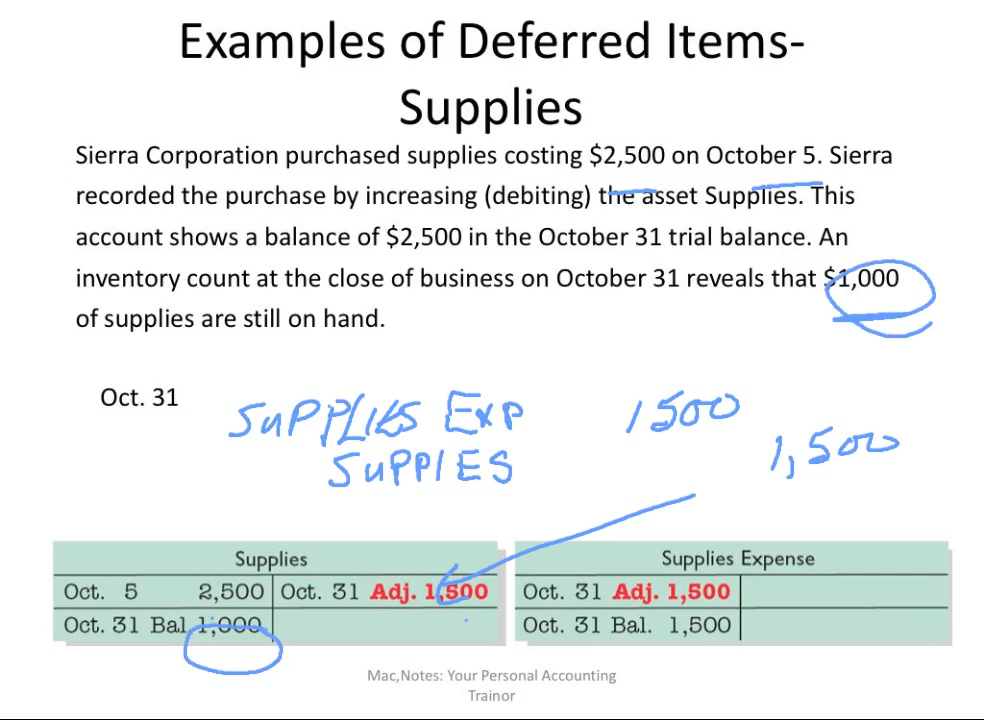 Examples of Deferred Items-
Supplies
Sierra Corporation purchased supplies costing $2,500 on October 5. Sierra
recorded the purchase by increasing (debiting) the asset Supplies. This
account shows a balance of $2,500 in the October 31 trial balance. An
inventory count at the close of business on October 31 reveals that $1,000
of supplies are still on hand.
Oct. 31
SUPPLIES EXP 1500
SUPPIES 1,500
Supplies
Oct. 5 2,500 Oct. 31 Adj. 1,500
Oct. 31 Bal 1,000
Supplies Expense
Oct. 31 Adj. 1,500
Oct. 31 Bal. 1,500
Mac,Notes: Your Personal Accounting
Trainor